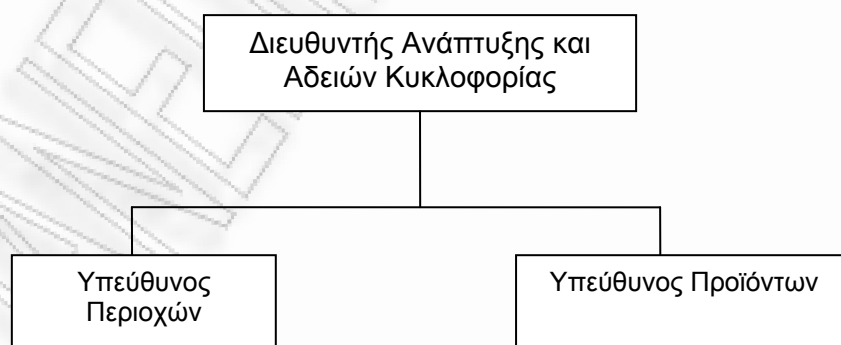 Διευθυντής Ανάπτυξης και
Αδειών Κυκλοφορίας
Υπεύθυνος
Περιοχών
Υπεύθυνος Προϊόντων